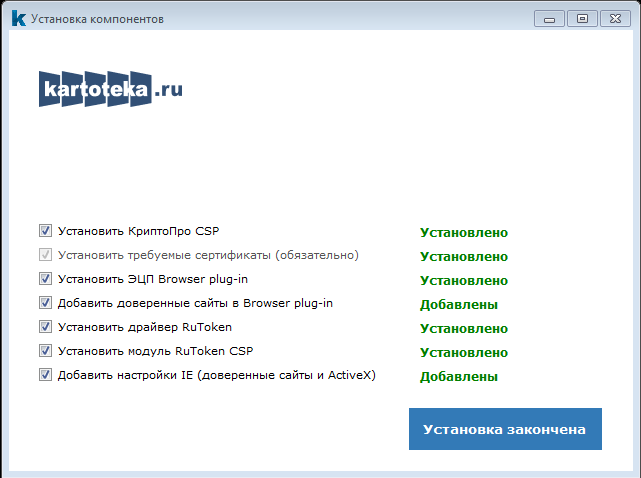 Установка компонентов
kartoteka.ru
Установить КриптоПро CSP Установлено
Установить требуемые сертификаты (обязательно) Установлено
Установить ЭЦП Browser plug-in Установлено
Добавить доверенные сайты в Browser plug-in Добавлены
Установить драйвер RuToken Установлено
Установить модуль RuToken CSP Установлено
Добавить настройки IE (доверенные сайты и ActiveX) Добавлены
Установка закончена